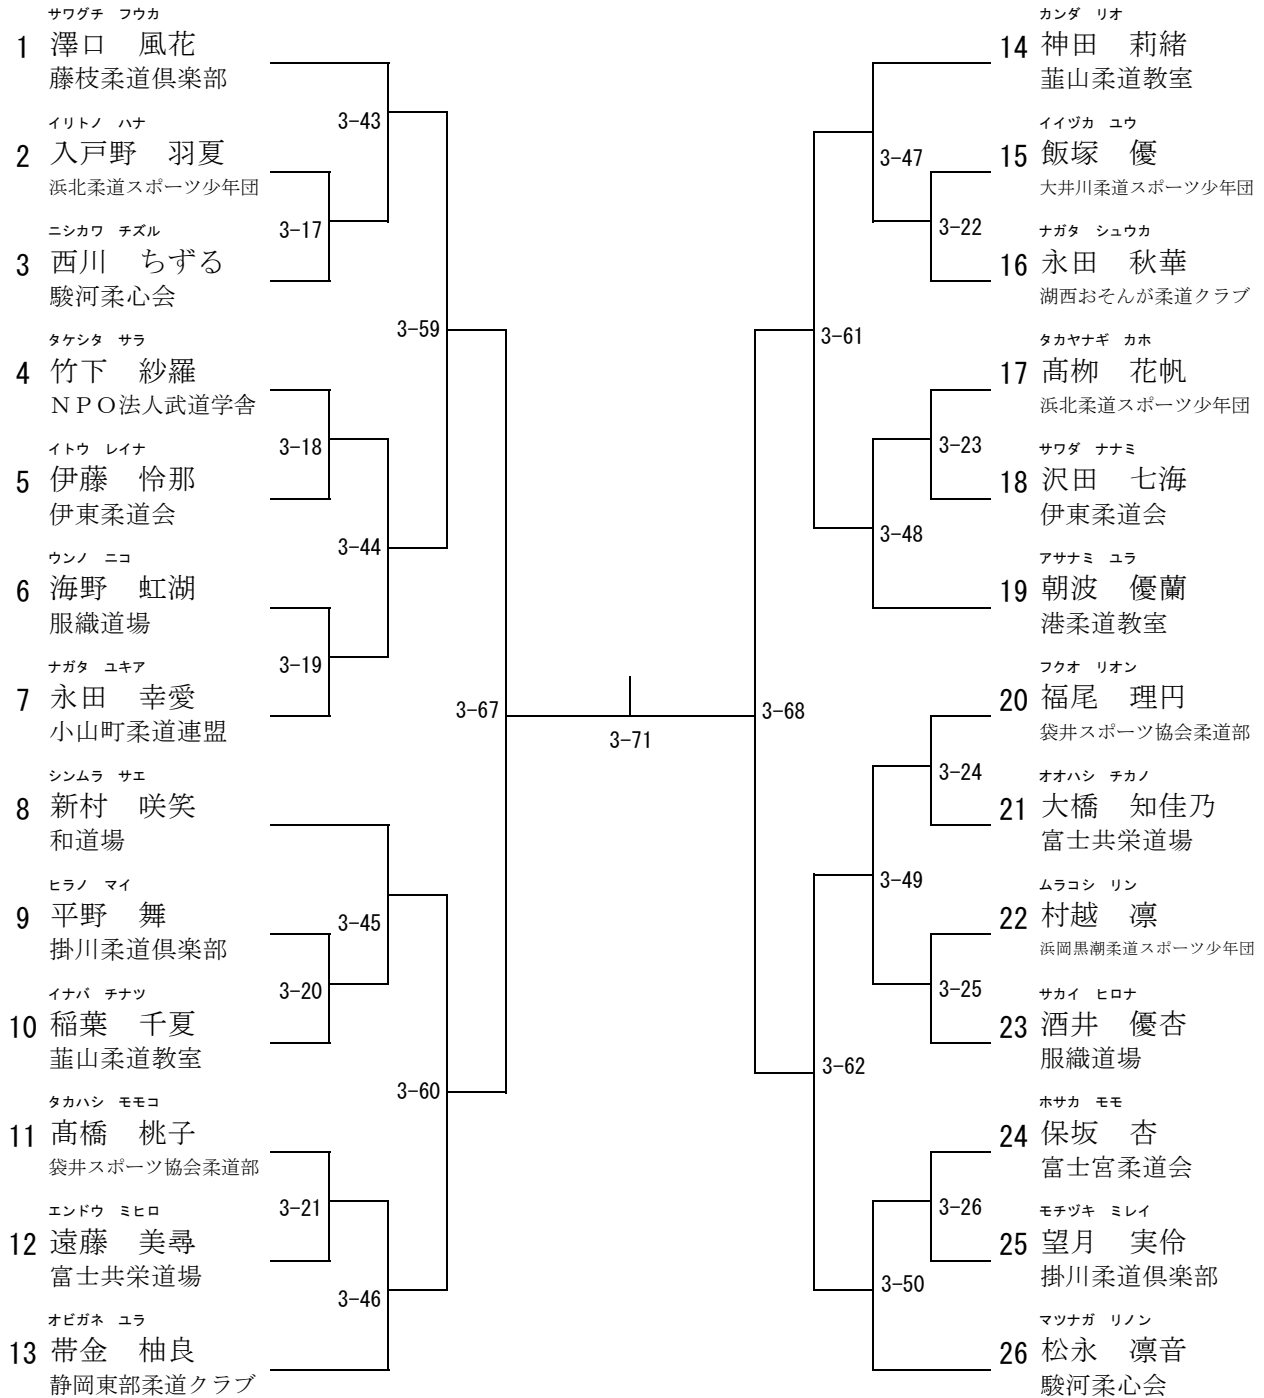 サワグチ　フウカ
1 澤口　風花
藤枝柔道倶楽部
イリトノ　ハナ
2 入戸野　羽夏
浜北柔道スポーツ少年団
ニシカワ　チズル
3 西川　ちずる
駿河柔心会
タケシタ　サラ
4 竹下　紗羅
ＮＰＯ法人武道学舎
イトウ　レイナ
5 伊藤　怜那
伊東柔道会
ウンノ　ニコ
6 海野　虹湖
服織道場
ナガタ　ユキア
7 永田　幸愛
小山町柔道連盟
シンムラ　サエ
8 新村　咲笑
和道場
ヒラノ　マイ
9 平野　舞
掛川柔道倶楽部
イナバ　チナツ
10 稲葉　千夏
韮山柔道教室
タカハシ　モモコ
11 髙橋　桃子
袋井スポーツ協会柔道部
エンドウ　ミヒロ
12 遠藤　美尋
富士共栄道場
オビガネ　ユラ
13 帯金　柚良
静岡東部柔道クラブ
3-43
3-17
3-59
3-18
3-44
3-19
3-67
3-45
3-20
3-60
3-21
3-46
3-71
3-47
3-22
3-61
3-23
3-48
3-68
3-24
3-49
3-25
3-62
3-26
3-50
カンダ　リオ
14 神田　莉緒
韮山柔道教室
イイヅカ　ユウ
15 飯塚　優
大井川柔道スポーツ少年団
ナガタ　シュウカ
16 永田　秋華
湖西おそんが柔道クラブ
タカヤナギ　カホ
17 髙栁　花帆
浜北柔道スポーツ少年団
サワダ　ナナミ
18 沢田　七海
伊東柔道会
アサナミ　ユラ
19 朝波　優蘭
港柔道教室
フクオ　リオン
20 福尾　理円
袋井スポーツ協会柔道部
オオハシ　チカノ
21 大橋　知佳乃
富士共栄道場
ムラコシ　リン
22 村越　凛
浜岡黒潮柔道スポーツ少年団
サカイ　ヒロナ
23 酒井　優杏
服織道場
ホサカ　モモ
24 保坂　杏
富士宮柔道会
モチヅキ　ミレイ
25 望月　実伶
掛川柔道倶楽部
マツナガ　リノン
26 松永　凛音
駿河柔心会